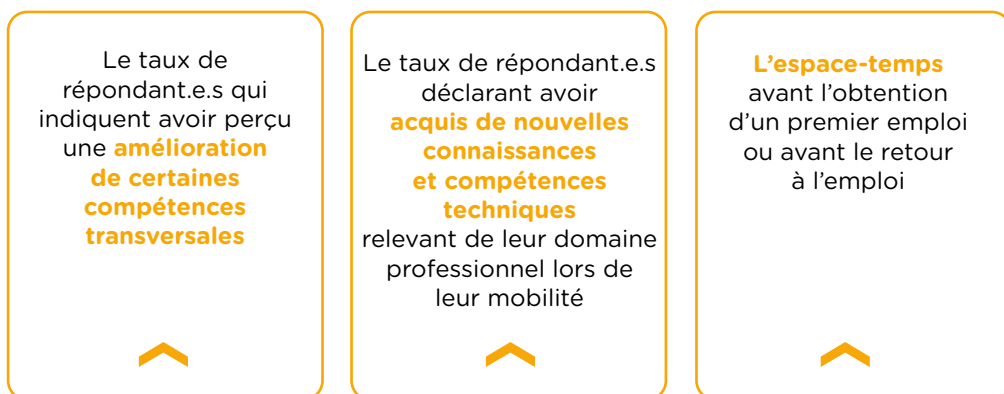 Le taux de
répondant.e.s qui
indiquent avoir perçu
une amélioration
de certaines
compétences
transversales
Le taux de répondant.e.s
déclarant avoir
acquis de nouvelles
connaissances
et compétences
techniques
relevant de leur domaine
professionnel lors de
leur mobilité
L’espace-temps
avant l’obtention
d’un premier emploi
ou avant le retour
à l’emploi